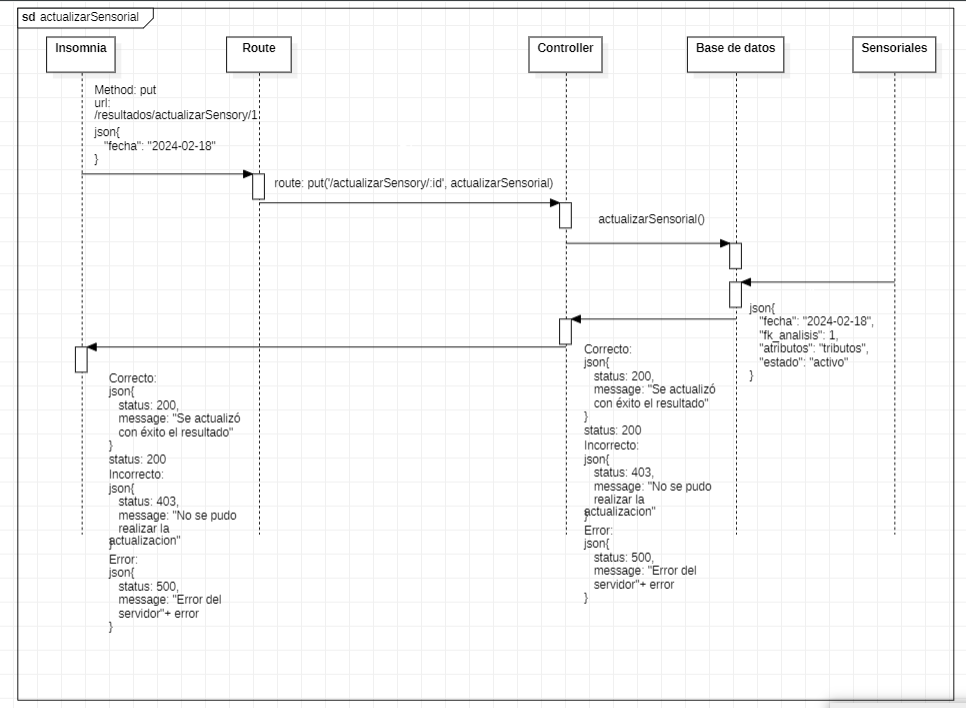 sd actualizarSensorial
Insomnia
Route
Controller
Base de datos
Sensoriales
Method: put
url:
/resultados/actualizarSensory/1
json{
"fecha": "2024-02-18"
}
route: put('/actualizarSensory/:id', actualizarSensorial)
actualizarSensorial()
json{
"fecha": "2024-02-18",
"fk_analisis": 1,
"atributos": "tributos",
"estado": "activo"
}
Correcto:
json{
status: 200,
message: "Se actualizó
con éxito el resultado"
}
status: 200
Incorrecto:
json{
status: 403,
message: "No se pudo
realizar la
actualizacion"
}
Error:
json{
status: 500,
message: "Error del
servidor"+ error
}
Correcto:
json{
status: 200,
message: "Se actualizó
con éxito el resultado"
}
status: 200
Incorrecto:
json{
status: 403,
message: "No se pudo
realizar la
actualizacion"
}
Error:
json{
status: 500,
message: "Error del
servidor"+ error
}